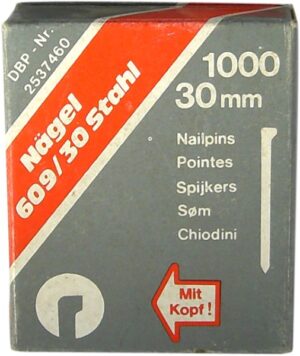 DBP-Nr.
2537460
Nägel
609/30 Stahl
1000
30 mm
Nailpins
Pointes
Spijkers
Søm
Chiodini
Mit
Kopf!